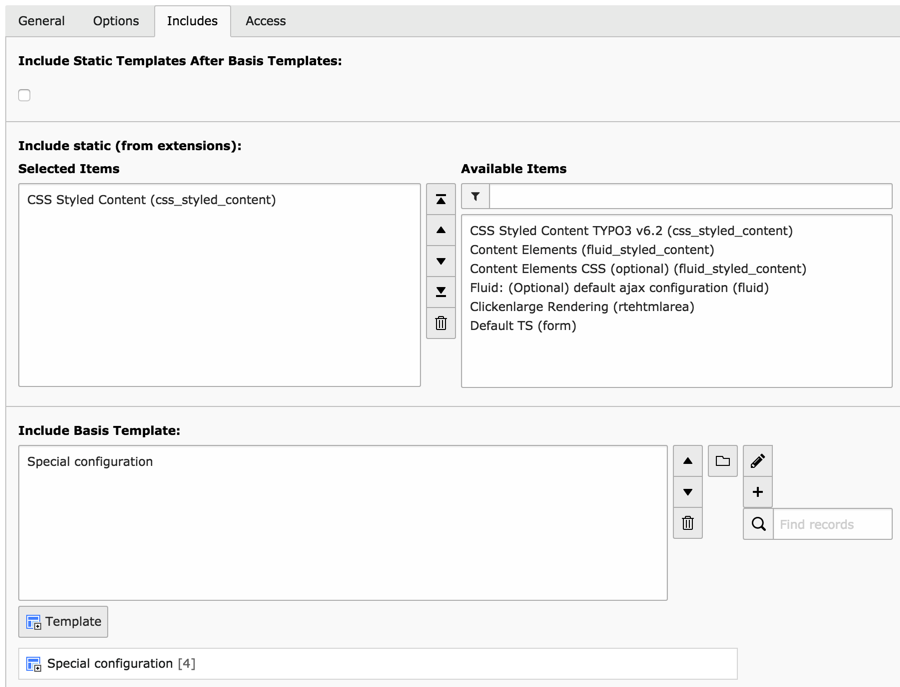 General Options Includes Access
Include Static Templates After Basis Templates:
Include static (from extensions):
Selected Items
Available Items
CSS Styled Content (css_styled_content)
CSS Styled Content TYPO3 v6.2 (css_styled_content)
Content Elements (fluid_styled_content)
Content Elements CSS (optional) (fluid_styled_content)
Fluid: (Optional) default ajax configuration (fluid)
Clickenlarge Rendering (rtehtmlarea)
Default TS (form)
Include Basis Template:
Special configuration
Find records
Template
Special configuration [4]